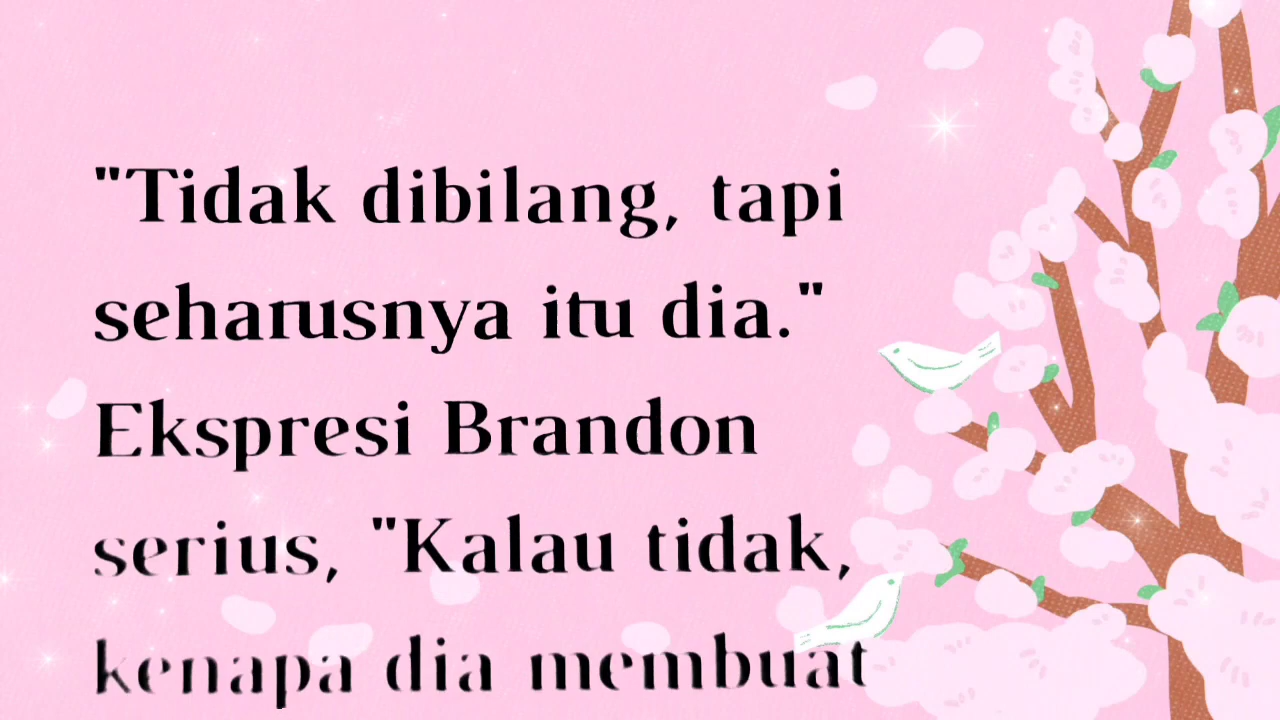 "Tidak dibilang, tapi
seharusnya itu dia."
Ekspresi Brandon
serius, "Kalau tidak,
kenapa dia membuat